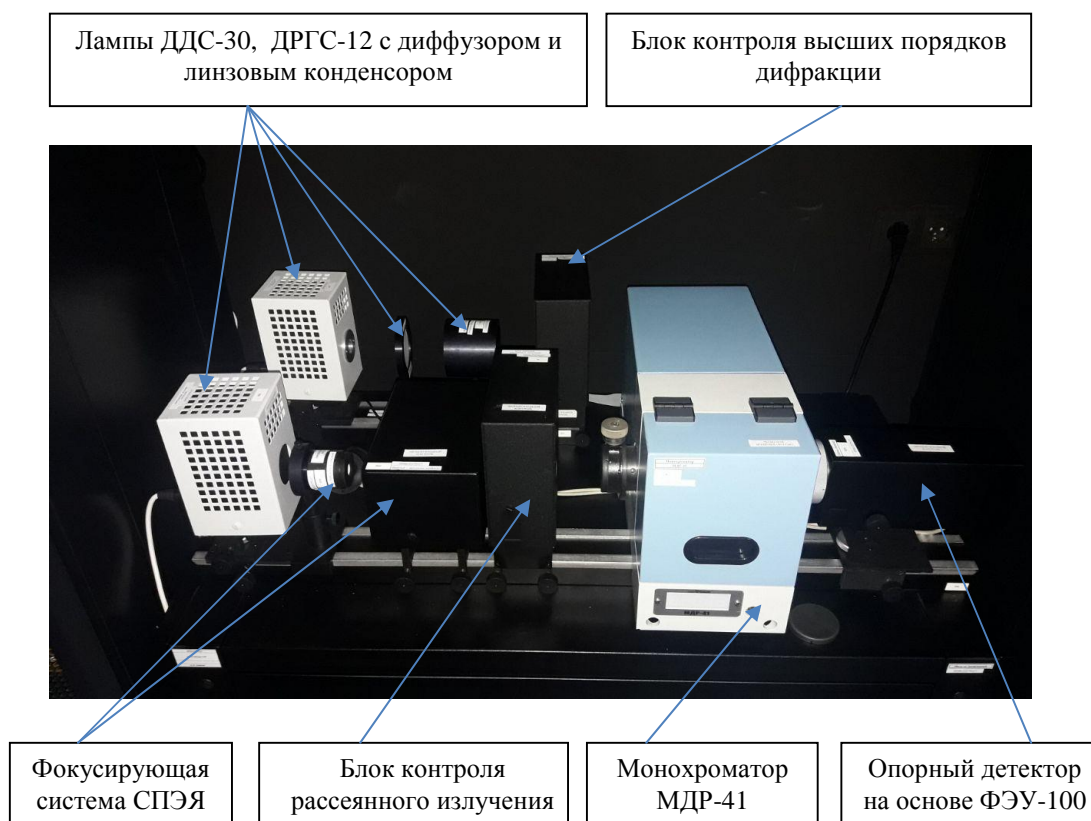 Лампы ДДС-30, ДРГС-12 с диффузором и
линзовым конденсором
Блок контроля высших порядков
дифракции
МДР-41
Фокусирующая
система СПЭЯ
Блок контроля
рассеянного излучения
Монохроматор
МДР-41
Опорный детектор
на основе ФЭУ-100